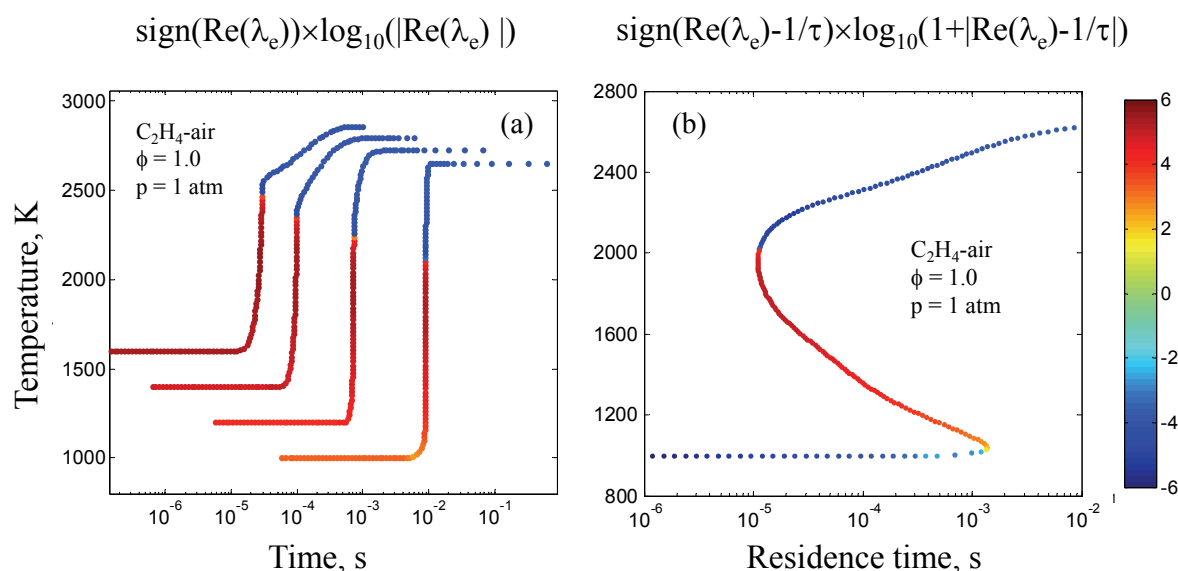 sign(Re(λₑ))×log₁₀(|Re(λₑ) |)
sign(Re(λₑ)-1/τ)×log₁₀(1+|Re(λₑ)-1/τ|)
(a)
C₂H₄-air
ϕ = 1.0
p = 1 atm
3000
2500
2000
1500
1000
Temperature, K
10⁻⁶ 10⁻⁵ 10⁻⁴ 10⁻³ 10⁻² 10⁻¹
Time, s
(b)
C₂H₄-air
ϕ = 1.0
p = 1 atm
2800
2400
2000
1600
1200
800
10⁻⁶ 10⁻⁵ 10⁻⁴ 10⁻³ 10⁻²
Residence time, s
6
4
2
0
-2
-4
-6